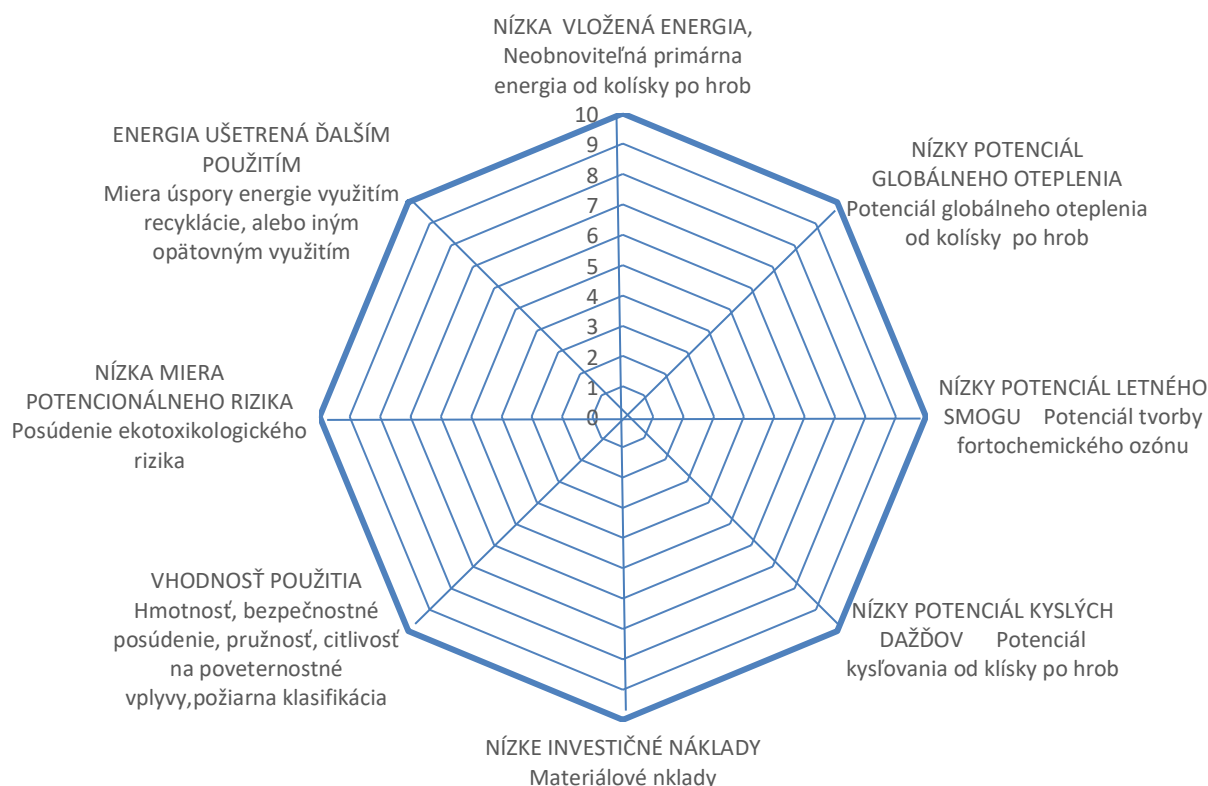 NÍZKA  VLOŽENÁ ENERGIA,
Neobnoviteľná primárna
energia od kolísky po hrob
NÍZKY POTENCIÁL
GLOBÁLNEHO OTEPLENIA
Potenciál globálneho oteplenia
od kolísky  po hrob
NÍZKY POTENCIÁL LETNÉHO
SMOGU    Potenciál tvorby
fortochemického ozónu
NÍZKY POTENCIÁL KYSLÝCH
DAŽĎOV      Potenciál
kysľovania od klísky po hrob
NÍZKE INVESTIČNÉ NÁKLADY
Materiálové nklady
VHODNOSŤ POUŽITIA
Hmotnosť, bezpečnostné
posúdenie, pružnosť, citlivosť
na poveternostné
vplyvy,požiarna klasifikácia
NÍZKA MIERA
POTENCIONÁLNEHO RIZIKA
Posúdenie ekotoxikologického
rizika
ENERGIA UŠETRENÁ ĎALŠÍM
POUŽITÍM
Miera úspory energie využitím
recyklácie, alebo iným
opätovným využitím
10
9
8
7
6
5
4
3
2
1
0